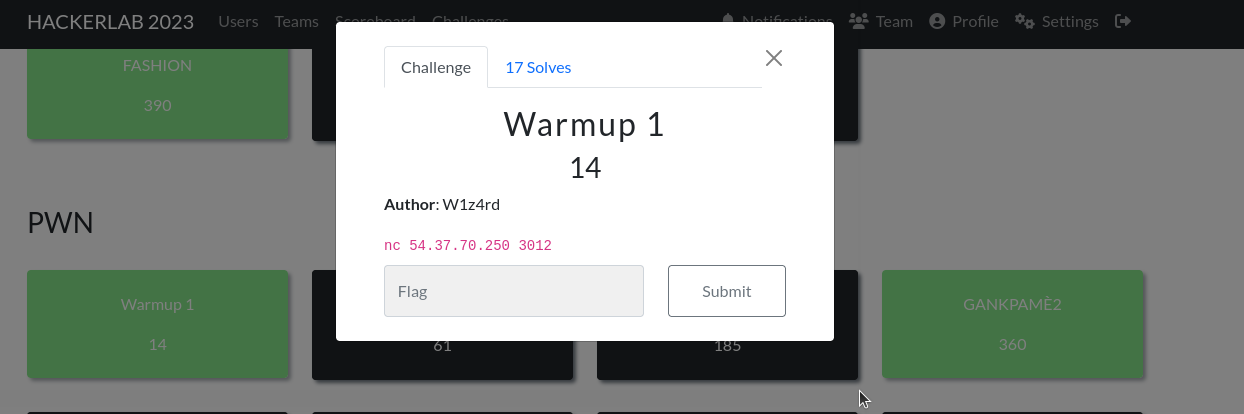 HACKERLAB 2023 Users Teams Scoreboard Challenges Notifications Team Profile Settings
FASHION
390
Challenge 17 Solves
Warmup 1
14
Author: W1z4rd
nc 54.37.70.250 3012
Flag Submit
PWN
Warmup 1
14
61
185
GANKPAMÈ2
360